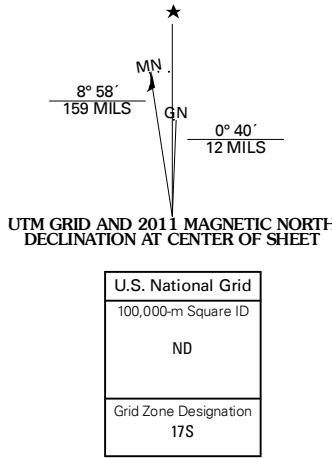 MN
8° 58´
159 MILS
GN
0° 40´
12 MILS
UTM GRID AND 2011 MAGNETIC NORTH
DECLINATION AT CENTER OF SHEET
U.S. National Grid
100,000-m Square ID
ND
Grid Zone Designation
17S